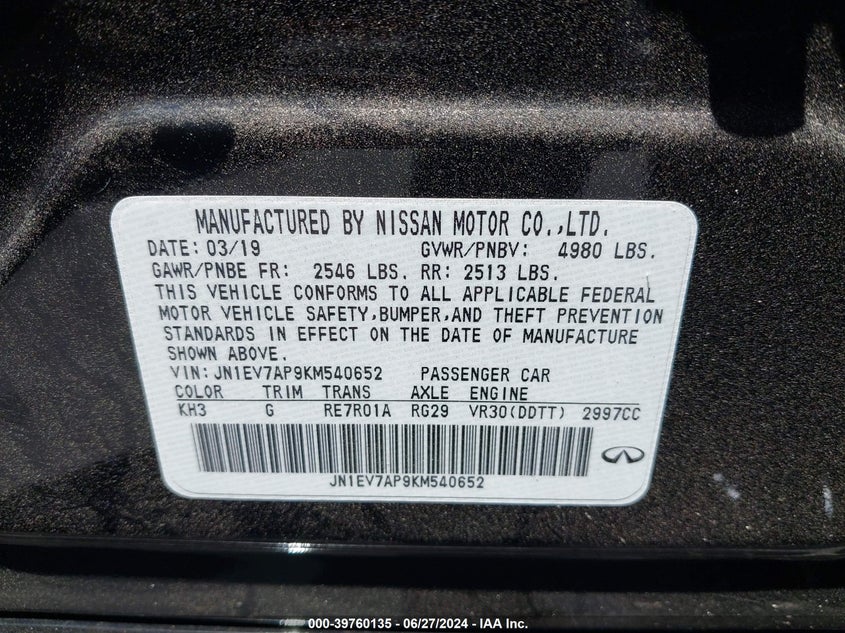 MANUFACTURED BY NISSAN MOTOR CO.,LTD.
DATE: 03/19 GVWR/PNBV: 4980 LBS.
GAWR/PNBE FR: 2546 LBS. RR: 2513 LBS.
THIS VEHICLE CONFORMS TO ALL APPLICABLE FEDERAL
MOTOR VEHICLE SAFETY,BUMPER,AND THEFT PREVENTION
STANDARDS IN EFFECT ON THE DATE OF MANUFACTURE
SHOWN ABOVE.
VIN: JN1EV7AP9KM540652 PASSENGER CAR
COLOR TRIM TRANS AXLE ENGINE
KH3 G RE7R01A RG29 VR30(DDTT) 2997CC
JN1EV7AP9KM540652
000-39760135 - 06/27/2024 - IAA Inc.